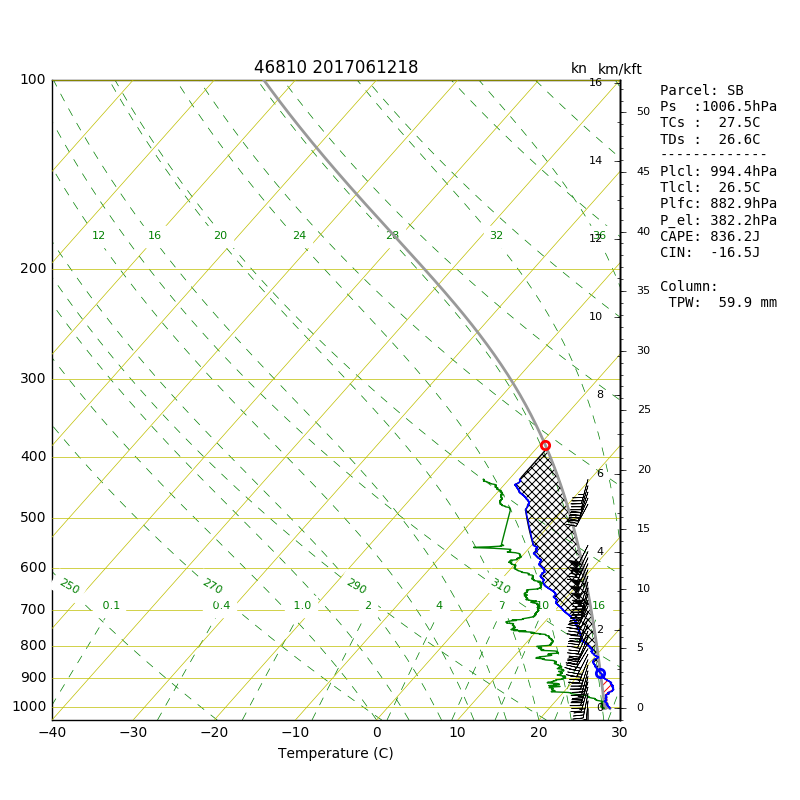 46810 2017061218
kn km/kft
Parcel: SB
Ps  :1006.5hPa
TCs :  27.5C
TDs :  26.6C
-------------
Plcl: 994.4hPa
Tlcl:  26.5C
Plfc: 882.9hPa
P_el: 382.2hPa
CAPE: 836.2J
CIN:  -16.5J
Column:
TPW:  59.9 mm
100
200
300
400
500
600
700
800
900
1000
12 16 20 24 28 32 36
250 270 290 310
0.1 0.4 1.0 2 4 7 10 16
16
14
12
10
8
6
4
2
0
50
45
40
35
30
25
20
15
10
5
0
−40 −30 −20 −10 0 10 20 30
Temperature (C)